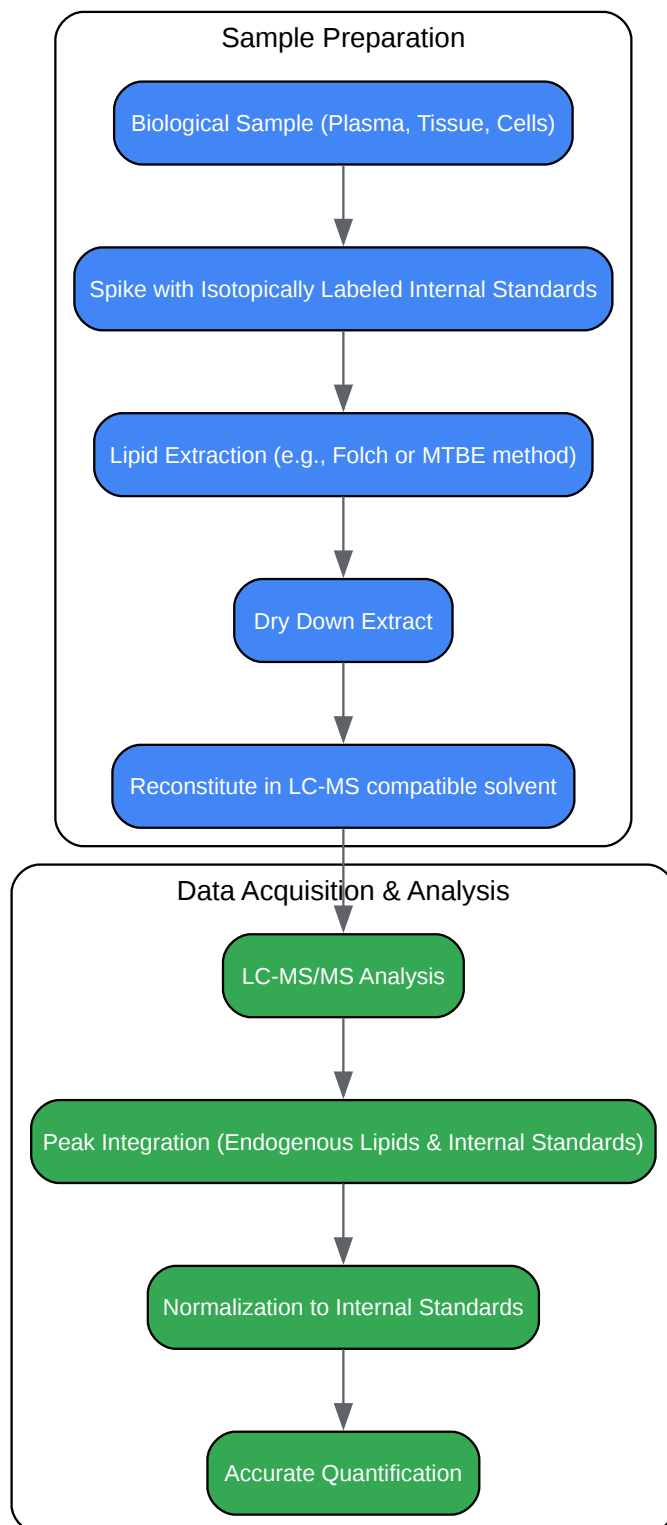 Sample Preparation
Biological Sample (Plasma, Tissue, Cells)
Spike with Isotopically Labeled Internal Standards
Lipid Extraction (e.g., Folch or MTBE method)
Dry Down Extract
Reconstitute in LC-MS compatible solvent
Data Acquisition & Analysis
LC-MS/MS Analysis
Peak Integration (Endogenous Lipids & Internal Standards)
Normalization to Internal Standards
Accurate Quantification